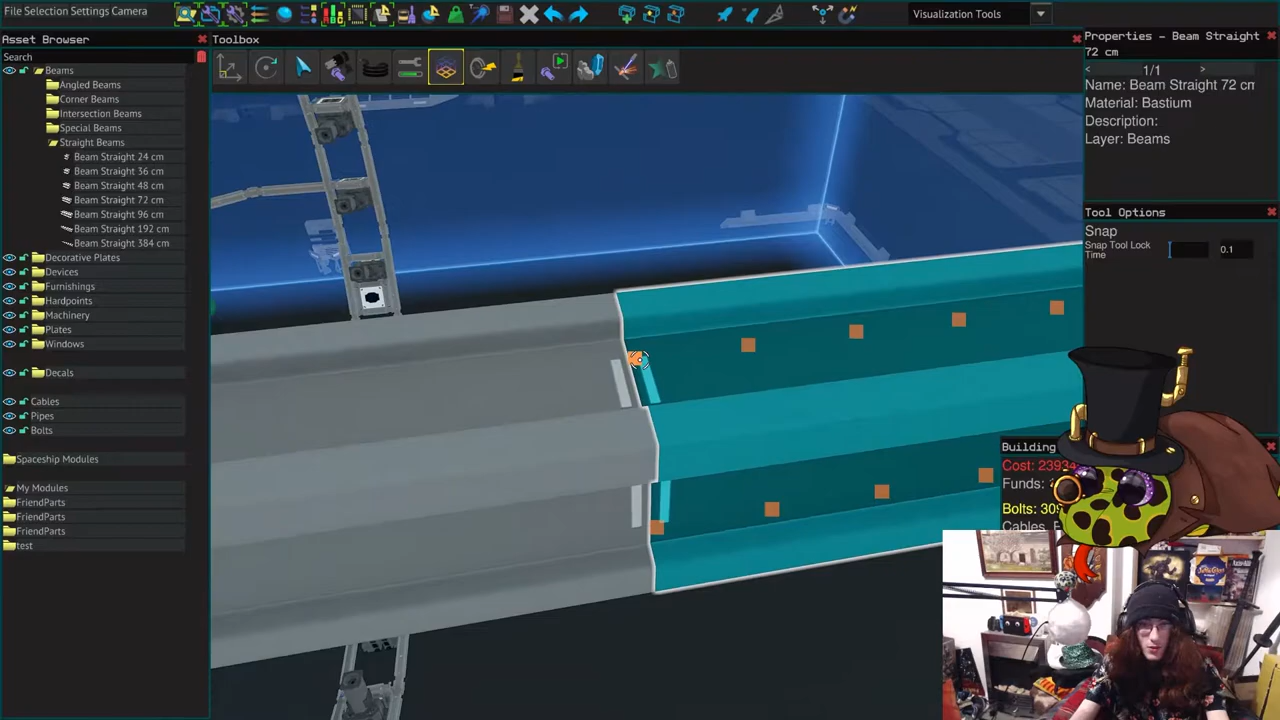 File Selection Settings Camera
Visualization Tools
Asset Browser
Toolbox
Properties - Beam Straight
72 cm
Search
< 1/1 >
Beams
Angled Beams
Corner Beams
Intersection Beams
Special Beams
Straight Beams
Beam Straight 24 cm
Beam Straight 36 cm
Beam Straight 48 cm
Beam Straight 72 cm
Beam Straight 96 cm
Beam Straight 192 cm
Beam Straight 384 cm
Decorative Plates
Devices
Furnishings
Hardpoints
Machinery
Plates
Windows
Decals
Cables
Pipes
Bolts
Spaceship Modules
My Modules
FriendParts
FriendParts
FriendParts
test
Name: Beam Straight 72 cm
Material: Bastium
Description:
Layer: Beams
Tool Options
Snap
Snap Tool Lock
Time
0.1
Building
Cost: 23934
Funds:
Bolts: 309
Cables,